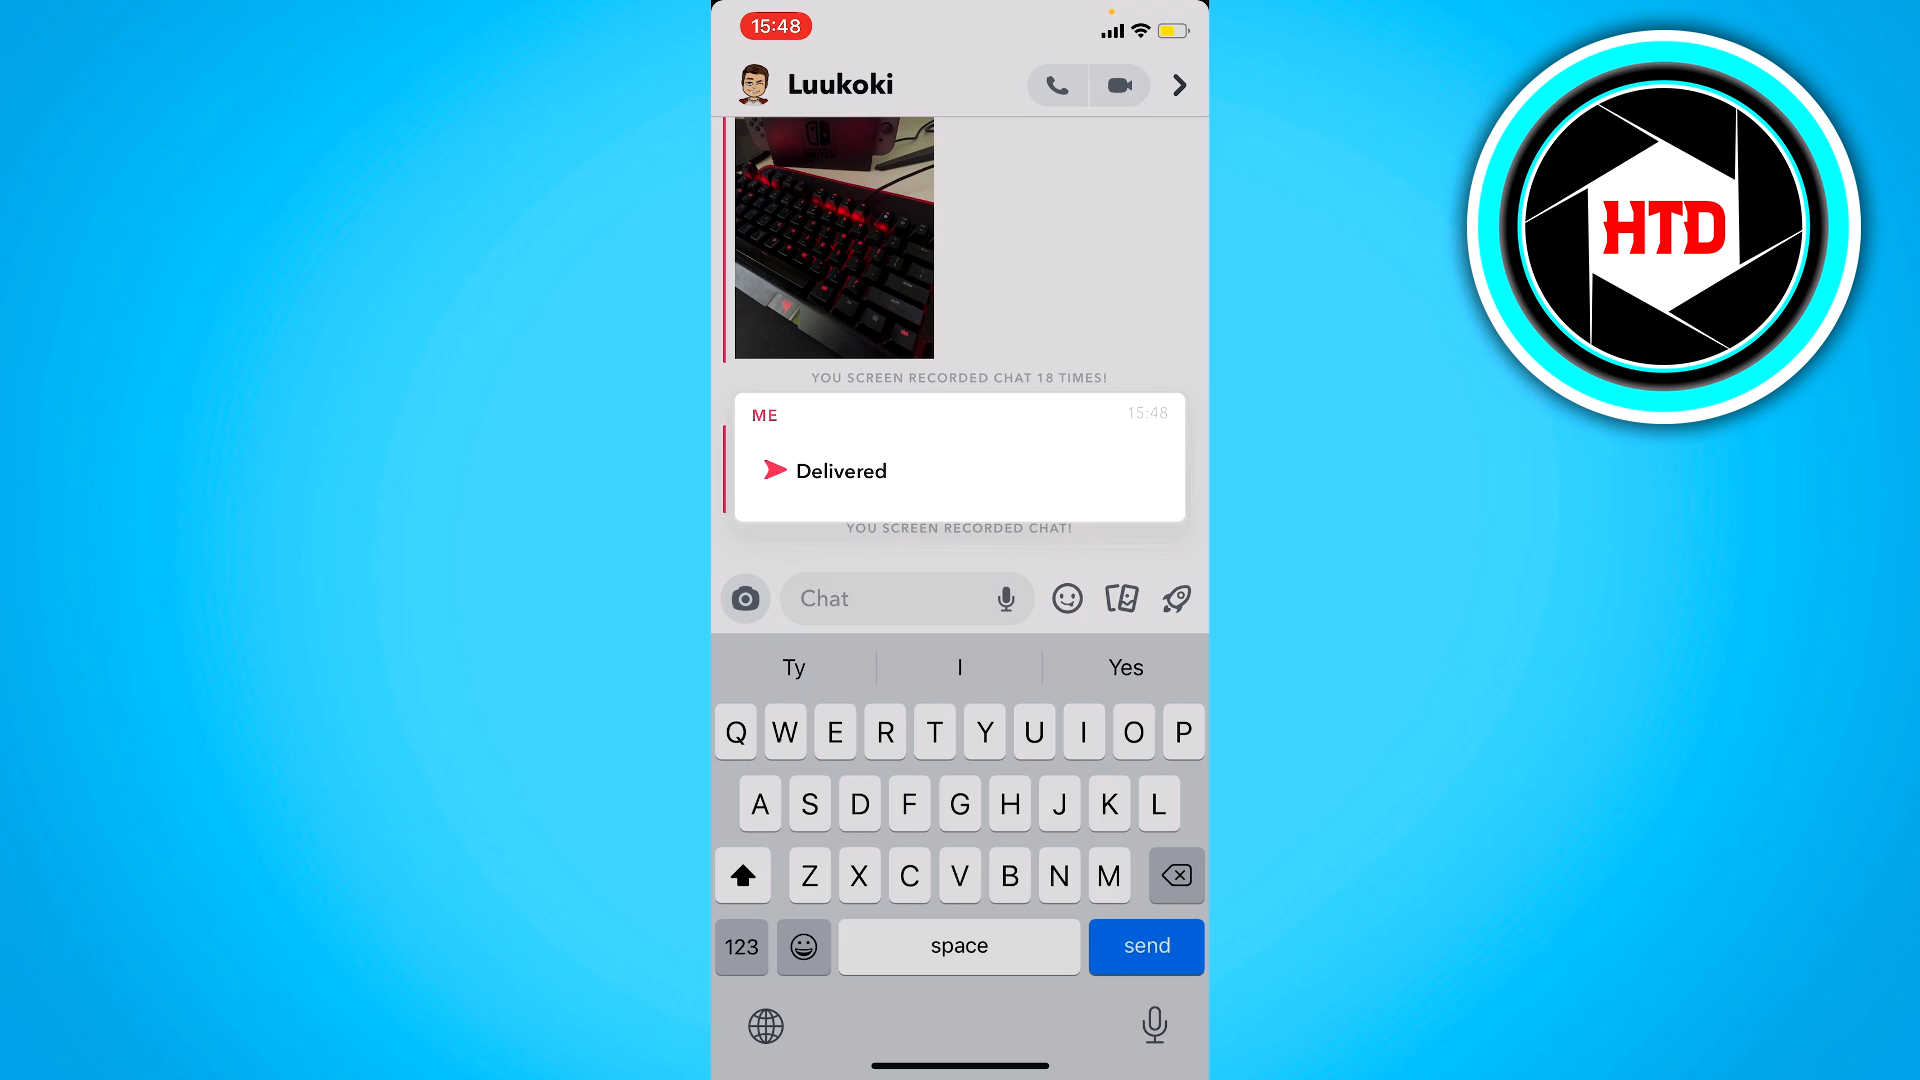 15:48
Luukoki
YOU SCREEN RECORDED CHAT 18 TIMES!
ME 15:48
Delivered
YOU SCREEN RECORDED CHAT!
Chat
Ty I Yes
Q W E R T Y U I O P
A S D F G H J K L
Z X C V B N M
123 space send
HTD